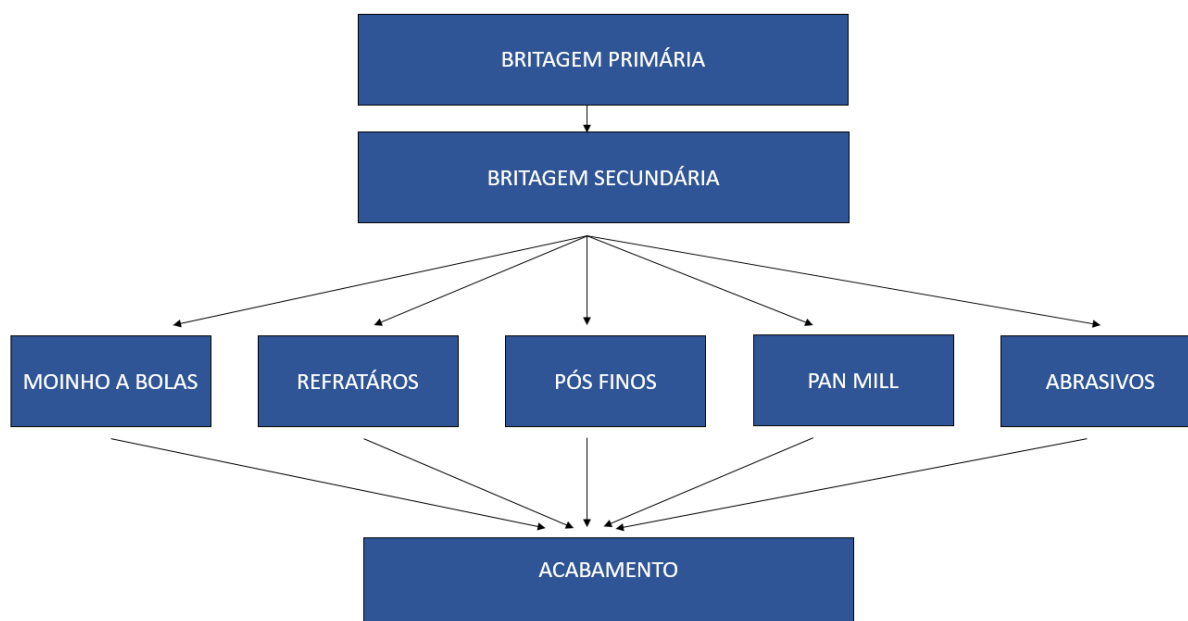 BRITAGEM PRIMÁRIA
BRITAGEM SECUNDÁRIA
MOINHO A BOLAS
REFRATÁROS
PÓS FINOS
PAN MILL
ABRASIVOS
ACABAMENTO